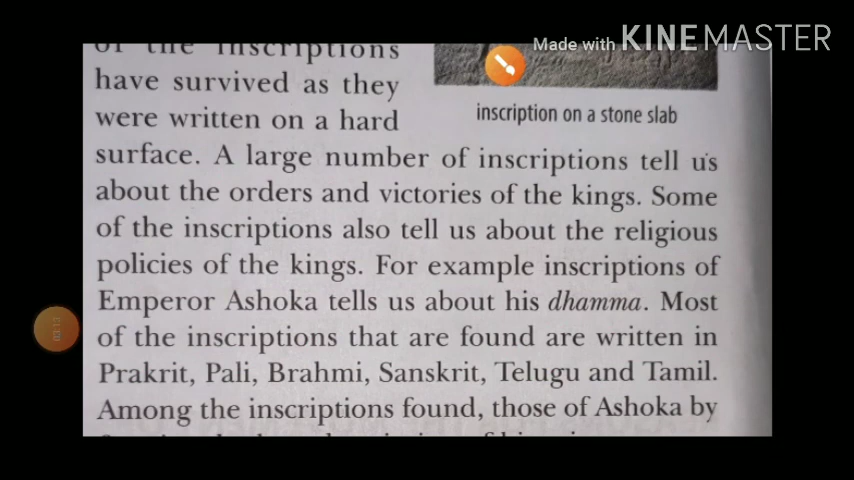 Made with KINEMASTER
of the inscriptions
have survived as they
were written on a hard
inscription on a stone slab
surface. A large number of inscriptions tell us
about the orders and victories of the kings. Some
of the inscriptions also tell us about the religious
policies of the kings. For example inscriptions of
Emperor Ashoka tells us about his dhamma. Most
of the inscriptions that are found are written in
Prakrit, Pali, Brahmi, Sanskrit, Telugu and Tamil.
Among the inscriptions found, those of Ashoka by